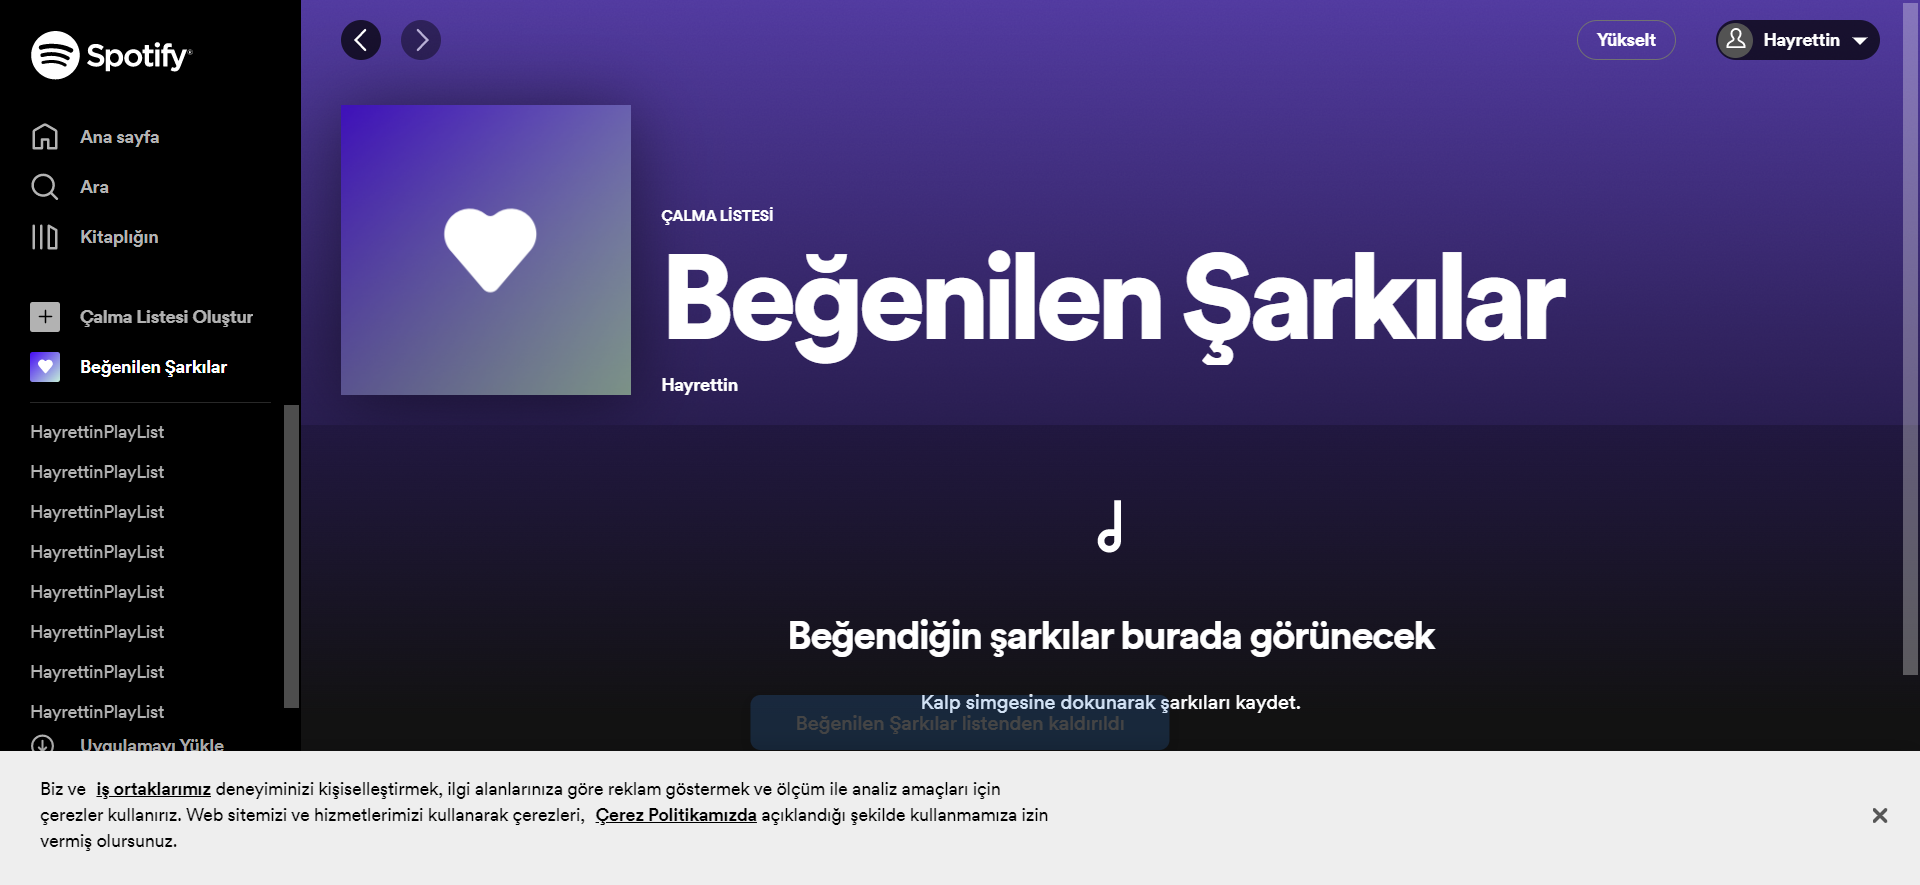 Spotify
Ana sayfa
Ara
Kitaplığın
Çalma Listesi Oluştur
Beğenilen Şarkılar
HayrettinPlayList
HayrettinPlayList
HayrettinPlayList
HayrettinPlayList
HayrettinPlayList
HayrettinPlayList
HayrettinPlayList
HayrettinPlayList
Uygulamayı Yükle
Yükselt
Hayrettin
ÇALMA LİSTESİ
Beğenilen Şarkılar
Hayrettin
Beğendiğin şarkılar burada görünecek
Kalp simgesine dokunarak şarkıları kaydet.
Beğenilen Şarkılar listenden kaldırıldı
Biz ve iş ortaklarımız deneyiminizi kişiselleştirmek, ilgi alanlarınıza göre reklam göstermek ve ölçüm ile analiz amaçları için
çerezler kullanırız. Web sitemizi ve hizmetlerimizi kullanarak çerezleri, Çerez Politikamızda açıklandığı şekilde kullanmamıza izin
vermiş olursunuz.